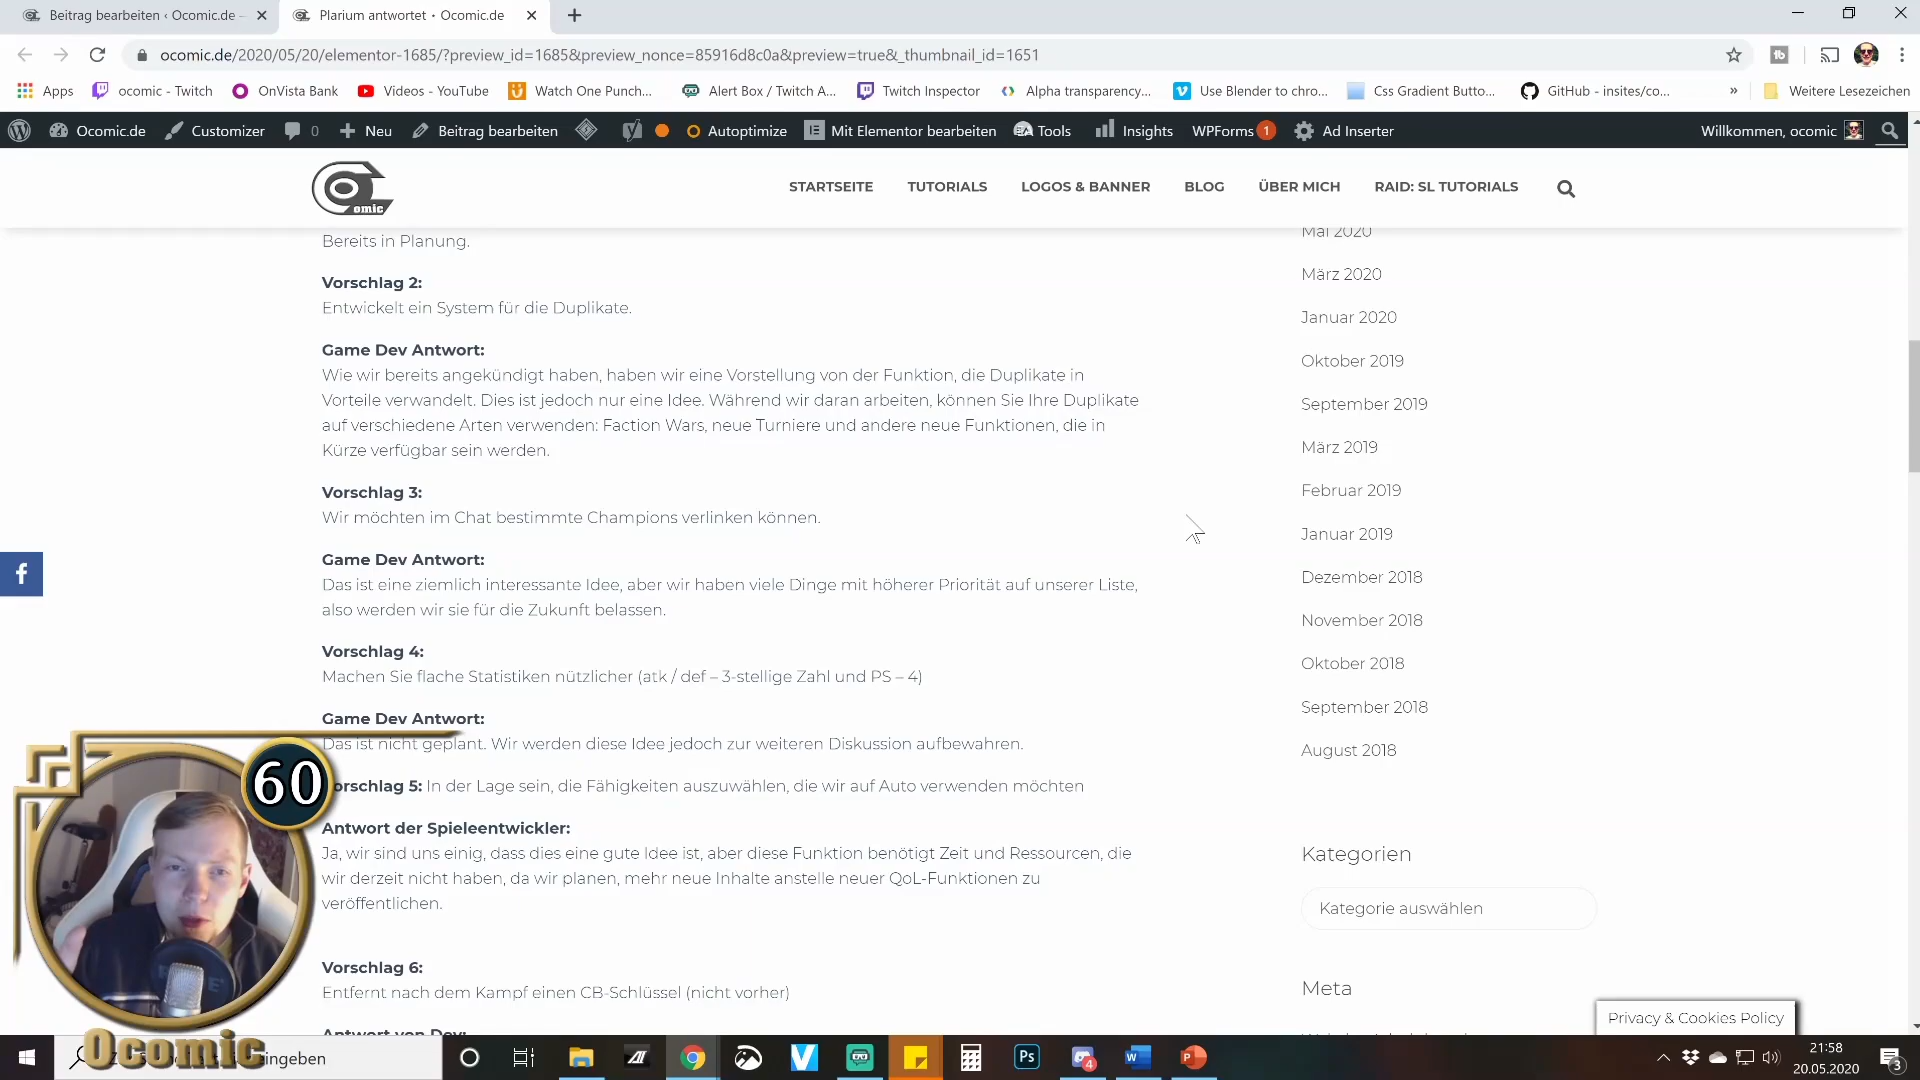 Beitrag bearbeiten ‹ Ocomic.de –
Plarium antwortet • Ocomic.de
ocomic.de/2020/05/20/elementor-1685/?preview_id=1685&preview_nonce=85916d8c0a&preview=true&_thumbnail_id=1651
Apps
ocomic - Twitch
OnVista Bank
Videos - YouTube
Watch One Punch...
Alert Box / Twitch A...
Twitch Inspector
Alpha transparency...
Use Blender to chro...
Css Gradient Butto...
GitHub - insites/co...
»
Weitere Lesezeichen
Ocomic.de
Customizer
0
Neu
Beitrag bearbeiten
Autoptimize
Mit Elementor bearbeiten
Tools
Insights
WPForms 1
Ad Inserter
Willkommen, ocomic
omic
STARTSEITE
TUTORIALS
LOGOS & BANNER
BLOG
ÜBER MICH
RAID: SL TUTORIALS
Bereits in Planung.
Vorschlag 2:
Entwickelt ein System für die Duplikate.
Game Dev Antwort:
Wie wir bereits angekündigt haben, haben wir eine Vorstellung von der Funktion, die Duplikate in
Vorteile verwandelt. Dies ist jedoch nur eine Idee. Während wir daran arbeiten, können Sie Ihre Duplikate
auf verschiedene Arten verwenden: Faction Wars, neue Turniere und andere neue Funktionen, die in
Kürze verfügbar sein werden.
Vorschlag 3:
Wir möchten im Chat bestimmte Champions verlinken können.
Game Dev Antwort:
Das ist eine ziemlich interessante Idee, aber wir haben viele Dinge mit höherer Priorität auf unserer Liste,
also werden wir sie für die Zukunft belassen.
Vorschlag 4:
Machen Sie flache Statistiken nützlicher (atk / def – 3-stellige Zahl und PS – 4)
Game Dev Antwort:
Das ist nicht geplant. Wir werden diese Idee jedoch zur weiteren Diskussion aufbewahren.
orschlag 5: In der Lage sein, die Fähigkeiten auszuwählen, die wir auf Auto verwenden möchten
Antwort der Spieleentwickler:
Ja, wir sind uns einig, dass dies eine gute Idee ist, aber diese Funktion benötigt Zeit und Ressourcen, die
wir derzeit nicht haben, da wir planen, mehr neue Inhalte anstelle neuer QoL-Funktionen zu
veröffentlichen.
Vorschlag 6:
Entfernt nach dem Kampf einen CB-Schlüssel (nicht vorher)
Antwort von Dev:
Mai 2020
März 2020
Januar 2020
Oktober 2019
September 2019
März 2019
Februar 2019
Januar 2019
Dezember 2018
November 2018
Oktober 2018
September 2018
August 2018
Kategorien
Kategorie auswählen
Meta
Privacy & Cookies Policy
60
Ocomic
eingeben
Ps
4
21:58
20.05.2020
3